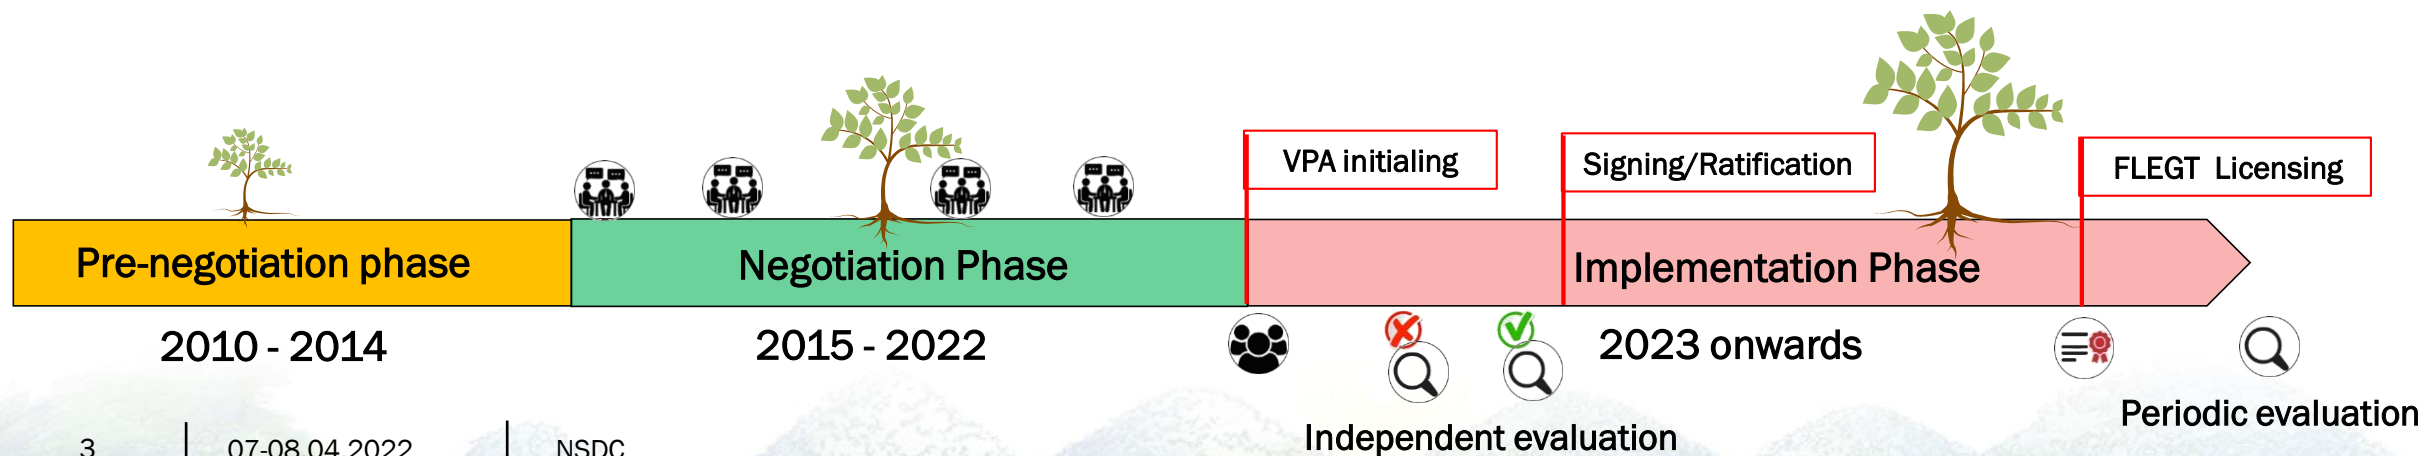 VPA initialing
Signing/Ratification
FLEGT Licensing
Pre-negotiation phase
Negotiation Phase
Implementation Phase
2010 - 2014
2015 - 2022
2023 onwards
Periodic evaluation
Independent evaluation
3
07-08.04.2022
NSDC